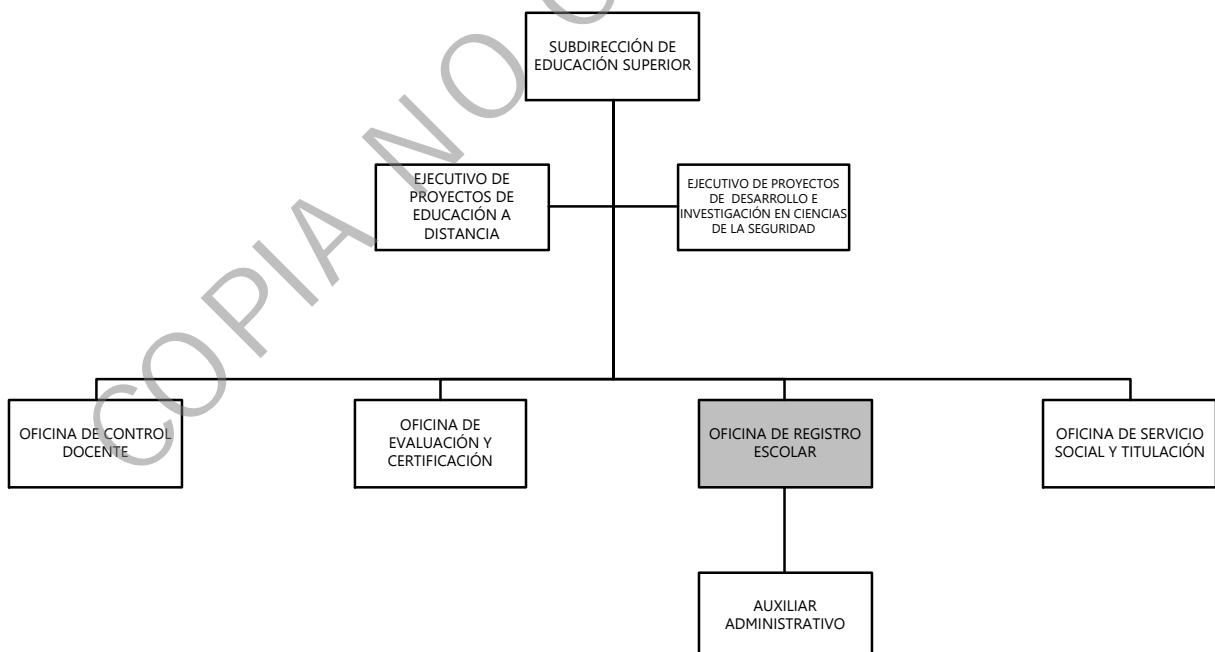 SUBDIRECCIÓN DE
EDUCACIÓN SUPERIOR
EJECUTIVO DE
PROYECTOS DE
EDUCACIÓN A
DISTANCIA
EJECUTIVO DE PROYECTOS
DE DESARROLLO E
INVESTIGACIÓN EN CIENCIAS
DE LA SEGURIDAD
OFICINA DE CONTROL
DOCENTE
OFICINA DE
EVALUACIÓN Y
CERTIFICACIÓN
OFICINA DE REGISTRO
ESCOLAR
OFICINA DE SERVICIO
SOCIAL Y TITULACIÓN
AUXILIAR
ADMINISTRATIVO
COPIA NO